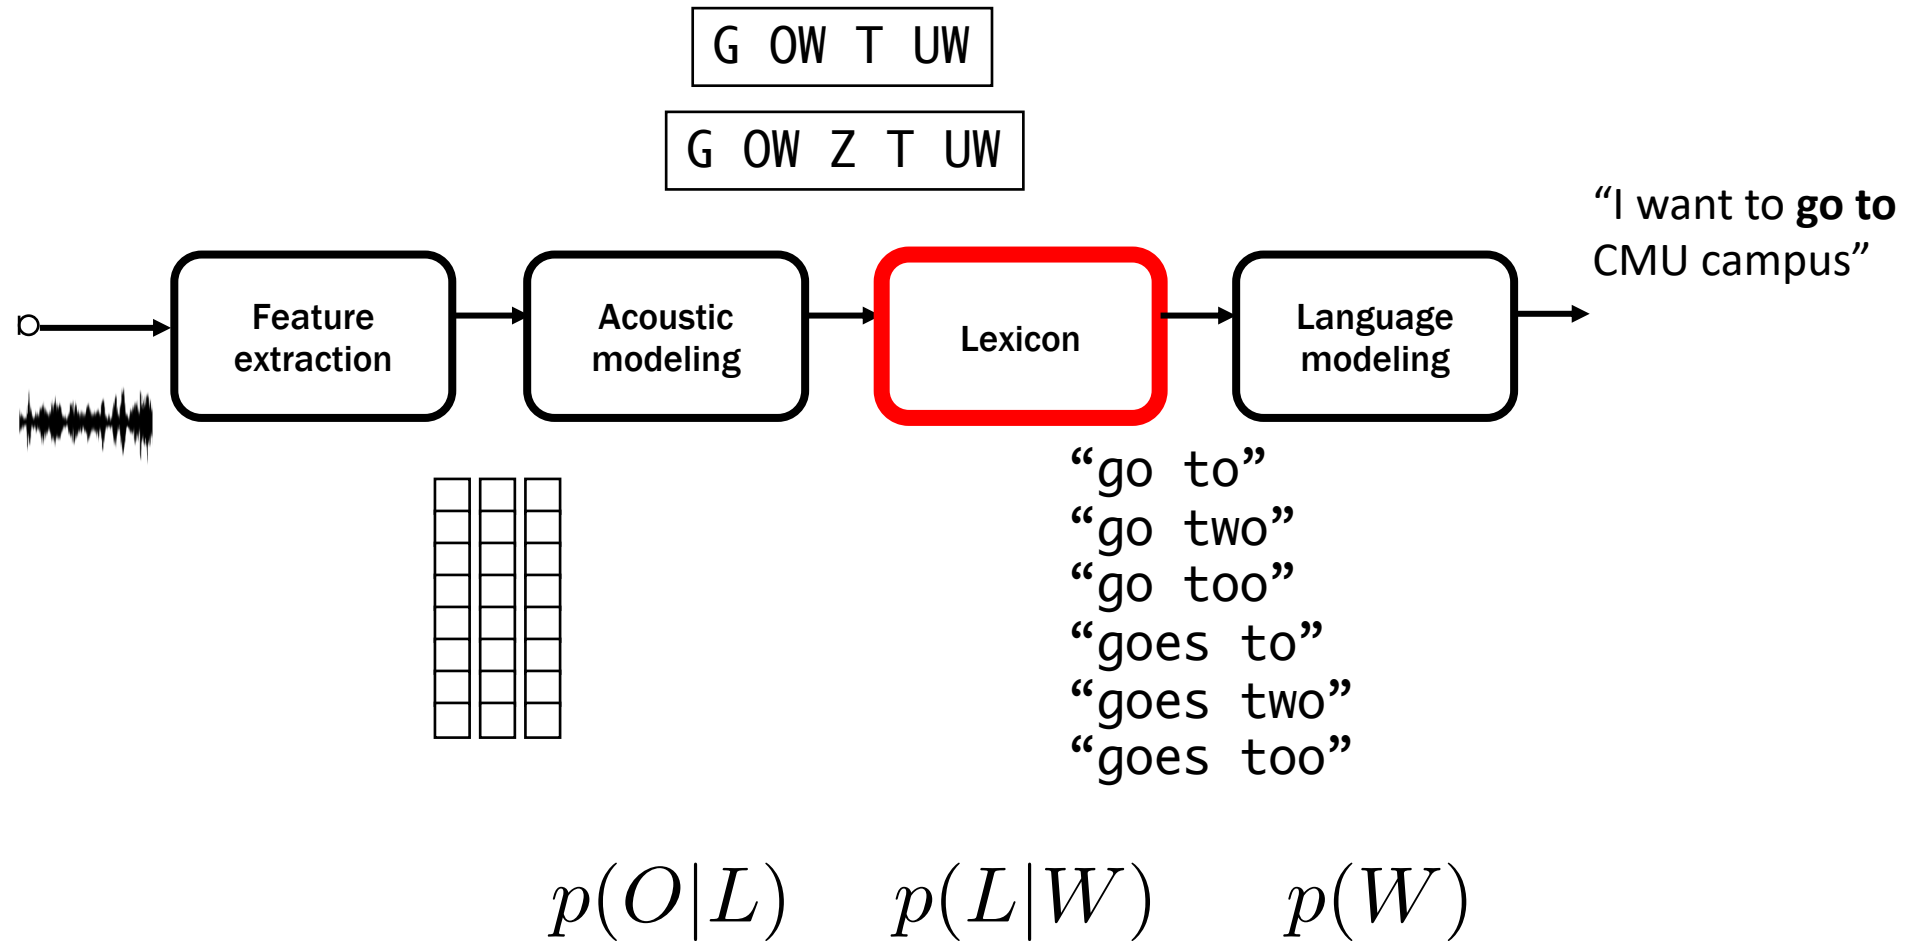 G OW T UW
G OW Z T UW
“I want to go to
CMU campus”
Feature
extraction
Acoustic
modeling
Lexicon
Language
modeling
“go to”
“go two”
“go too”
“goes to”
“goes two”
“goes too”
p(O|L) p(L|W) p(W)